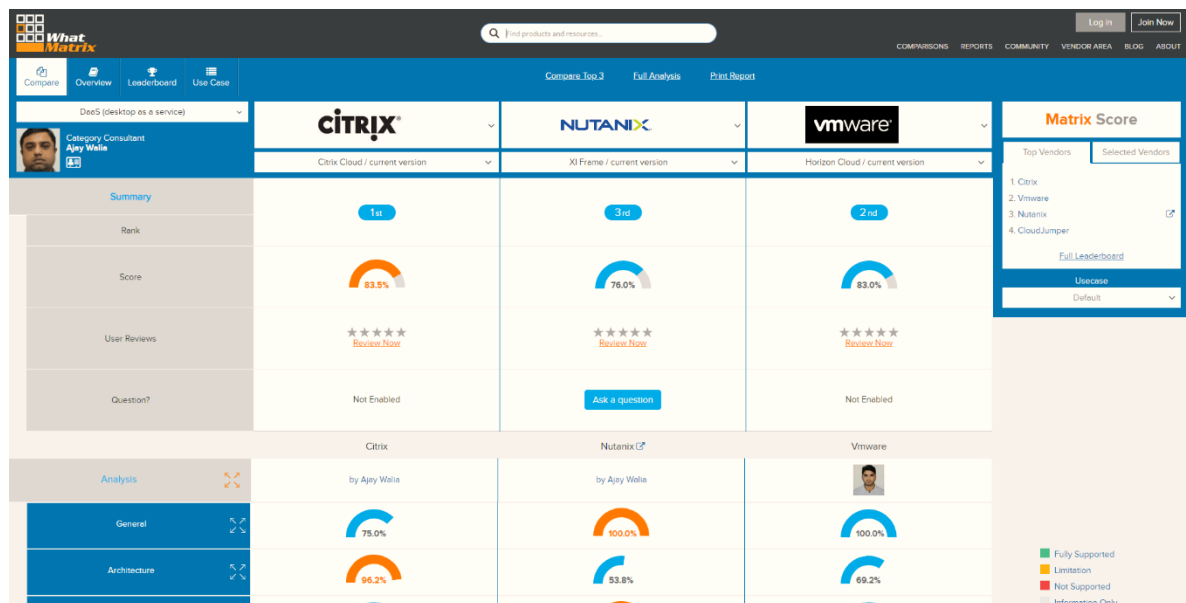 What
Matrix
Find products and resources...
Log in
Join Now
COMPARISONS REPORTS COMMUNITY VENDOR AREA BLOG ABOUT
Compare Overview Leaderboard Use Case
Compare Top 3 Full Analysis Print Report
DaaS (desktop as a service)
Category Consultant
Ajay Walia
CİTRIX
NUTANIX
vmware
Citrix Cloud / current version
XI Frame / current version
Horizon Cloud / current version
Matrix Score
Top Vendors Selected Vendors
1. Citrix
2. Vmware
3. Nutanix
4. CloudJumper
Full Leaderboard
Usecase
Default
Summary
Rank
1st 3rd 2nd
Score
83.5% 76.0% 83.0%
User Reviews
Review Now Review Now Review Now
Question?
Not Enabled Ask a question Not Enabled
Citrix Nutanix Vmware
Analysis
by Ajay Walia by Ajay Walia
General
75.0% 100.0% 100.0%
Architecture
96.2% 53.8% 69.2%
Fully Supported
Limitation
Not Supported
Information Only